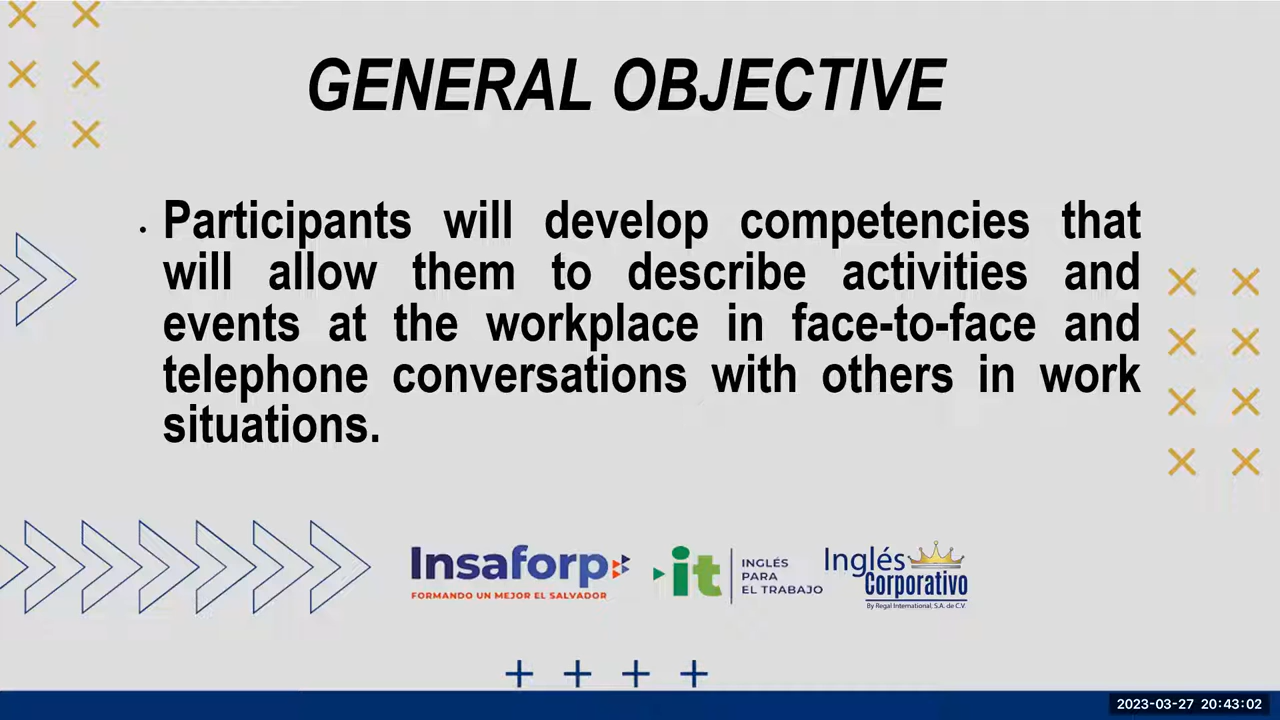 GENERAL OBJECTIVE
• Participants will develop competencies that
will allow them to describe activities and
events at the workplace in face-to-face and
telephone conversations with others in work
situations.
Insaforp
FORMANDO UN MEJOR EL SALVADOR
it
INGLÉS
PARA
EL TRABAJO
Inglés
Corporativo
By Regal International, S.A. de C.V.
2023-03-27 20:43:02